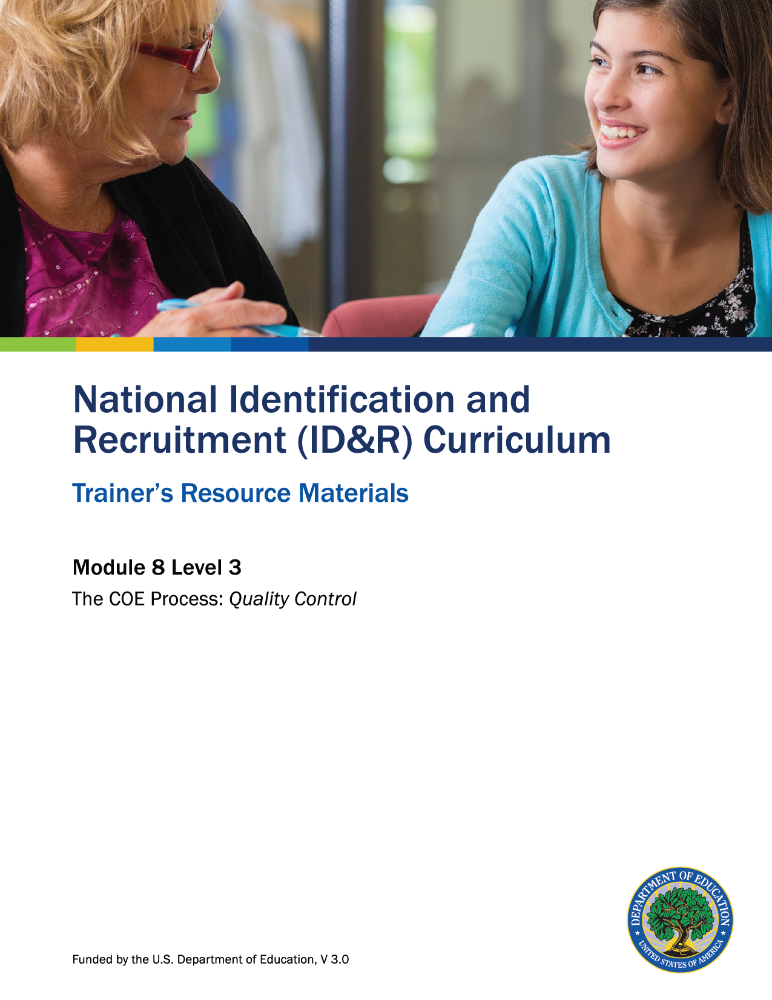 National Identification and
Recruitment (ID&R) Curriculum
Trainer’s Resource Materials
Module 8 Level 3
The COE Process: Quality Control
DEPARTMENT OF EDUCATION
UNITED STATES OF AMERICA
Funded by the U.S. Department of Education, V 3.0